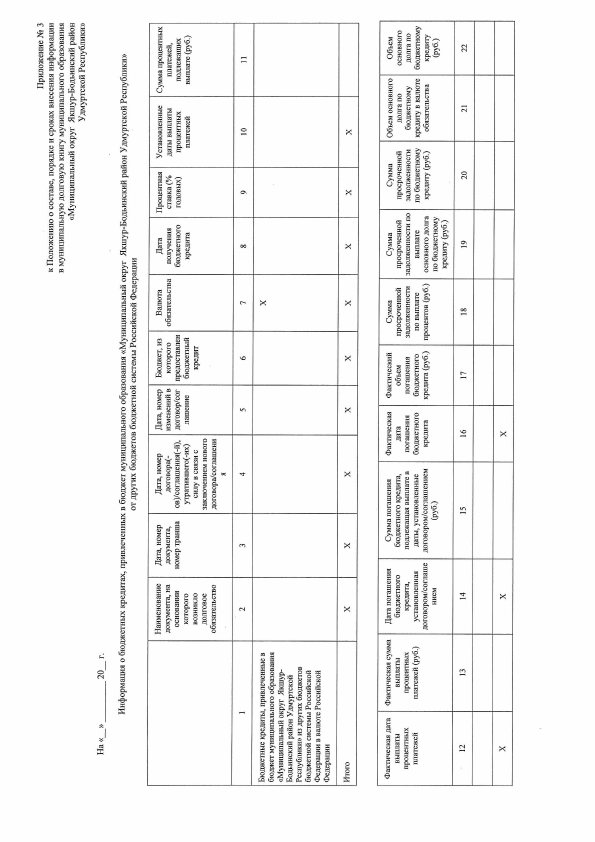 Приложение № 3
к Положению о составе, порядке и сроках внесения информации
в муниципальную долговую книгу муниципального образования
«Муниципальный округ Якшур-Бодьинский район
Удмуртской Республики»
На «__» ______ 20__ г.
Информация о бюджетных кредитах, привлеченных в бюджет муниципального образования «Муниципальный округ Якшур-Бодьинский район Удмуртской Республики»
от других бюджетов бюджетной системы Российской Федерации
Наименование
документа, на
основании
которого
возникло
долговое
обязательство
Дата, номер
документа,
номер транша
Дата, номер
договора(-
ов)/соглашения(-й),
утратившего(-их)
силу в связи с
заключением нового
договора/соглашени
я
Дата, номер
изменений в
договор/сог
лашение
Бюджет, из
которого
предоставлен
бюджетный
кредит
Валюта
обязательства
Дата
получения
бюджетного
кредита
Процентная
ставка (%
годовых)
Установленные
даты выплаты
процентных
платежей
Сумма процентных
платежей,
подлежащих
выплате (руб.)
1 2 3 4 5 6 7 8 9 10 11
Бюджетные кредиты, привлеченные в
бюджет муниципального образования
«Муниципальный округ Якшур-
Бодьинский район Удмуртской
Республики» из других бюджетов
бюджетной системы Российской
Федерации в валюте Российской
Федерации
X
Итого X X X X X X X X X
Фактическая дата
выплаты
процентных
платежей
Фактическая сумма
выплаты
процентных
платежей (руб.)
Дата погашения
бюджетного
кредита,
установленная
договором/соглаше
нием
Сумма погашения
бюджетного кредита,
подлежащая выплате в
даты, установленные
договором/соглашением
(руб.)
Фактическая
дата
погашения
бюджетного
кредита
Фактический
объем
погашения
бюджетного
кредита (руб.)
Сумма
просроченной
задолженности
по выплате
процентов (руб.)
Сумма
просроченной
задолженности по
выплате
основного долга
по бюджетному
кредиту (руб.)
Сумма
просроченной
задолженности
по бюджетному
кредиту (руб.)
Объем основного
долга по
бюджетному
кредиту в валюте
обязательства
Объем
основного
долга по
бюджетному
кредиту
(руб.)
12 13 14 15 16 17 18 19 20 21 22
X X X